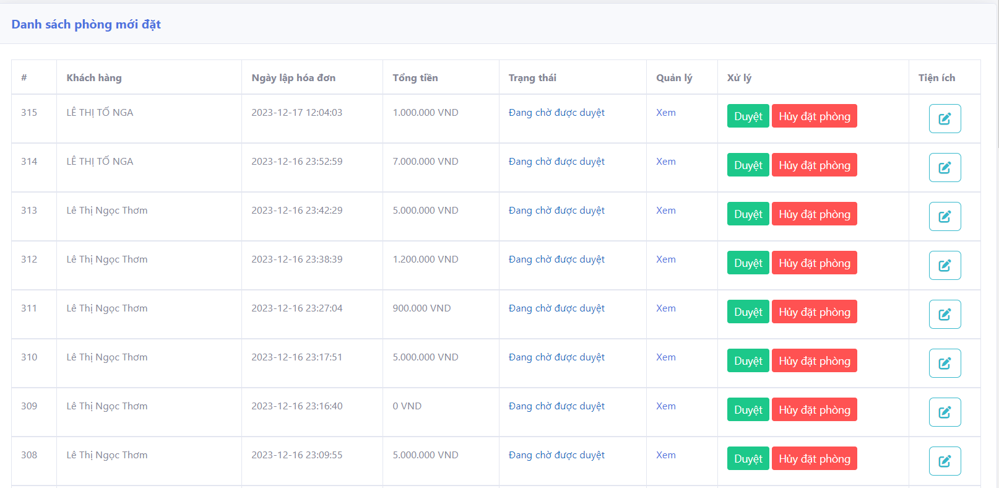 Danh sách phòng mới đặt
# Khách hàng Ngày lập hóa đơn Tổng tiền Trạng thái Quản lý Xử lý Tiện ích
315 LÊ THỊ TỐ NGA 2023-12-17 12:04:03 1.000.000 VND Đang chờ được duyệt Xem Duyệt Hủy đặt phòng
314 LÊ THỊ TỐ NGA 2023-12-16 23:52:59 7.000.000 VND Đang chờ được duyệt Xem Duyệt Hủy đặt phòng
313 Lê Thị Ngọc Thơm 2023-12-16 23:42:29 5.000.000 VND Đang chờ được duyệt Xem Duyệt Hủy đặt phòng
312 Lê Thị Ngọc Thơm 2023-12-16 23:38:39 1.200.000 VND Đang chờ được duyệt Xem Duyệt Hủy đặt phòng
311 Lê Thị Ngọc Thơm 2023-12-16 23:27:04 900.000 VND Đang chờ được duyệt Xem Duyệt Hủy đặt phòng
310 Lê Thị Ngọc Thơm 2023-12-16 23:17:51 5.000.000 VND Đang chờ được duyệt Xem Duyệt Hủy đặt phòng
309 Lê Thị Ngọc Thơm 2023-12-16 23:16:40 0 VND Đang chờ được duyệt Xem Duyệt Hủy đặt phòng
308 Lê Thị Ngọc Thơm 2023-12-16 23:09:55 5.000.000 VND Đang chờ được duyệt Xem Duyệt Hủy đặt phòng